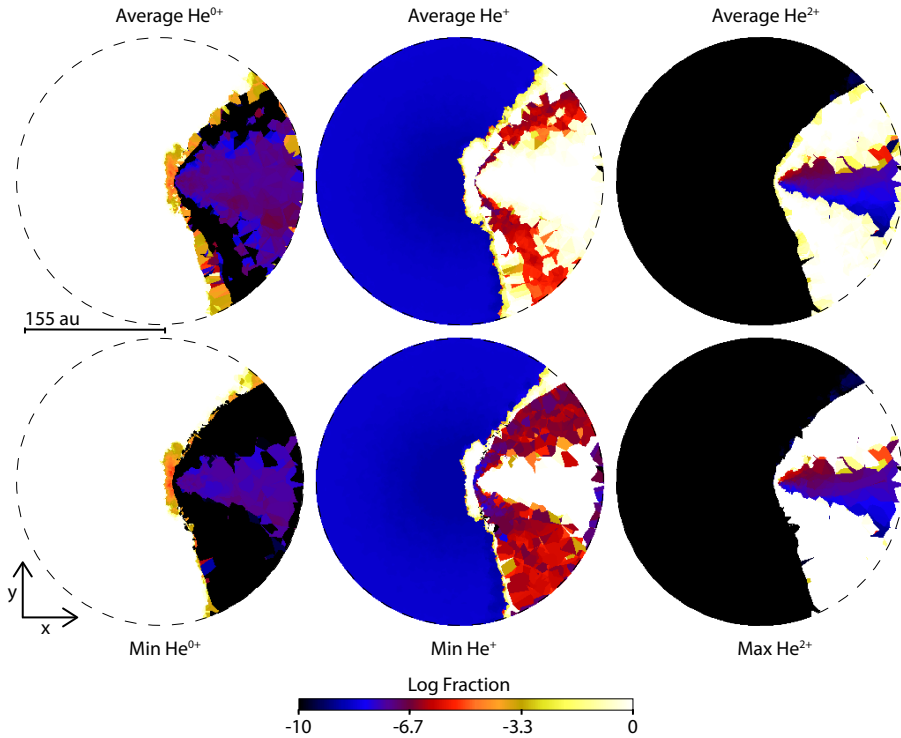 Average He⁰⁺ Average He⁺ Average He²⁺
155 au
y
x
Min He⁰⁺ Min He⁺ Max He²⁺
Log Fraction
-10 -6.7 -3.3 0